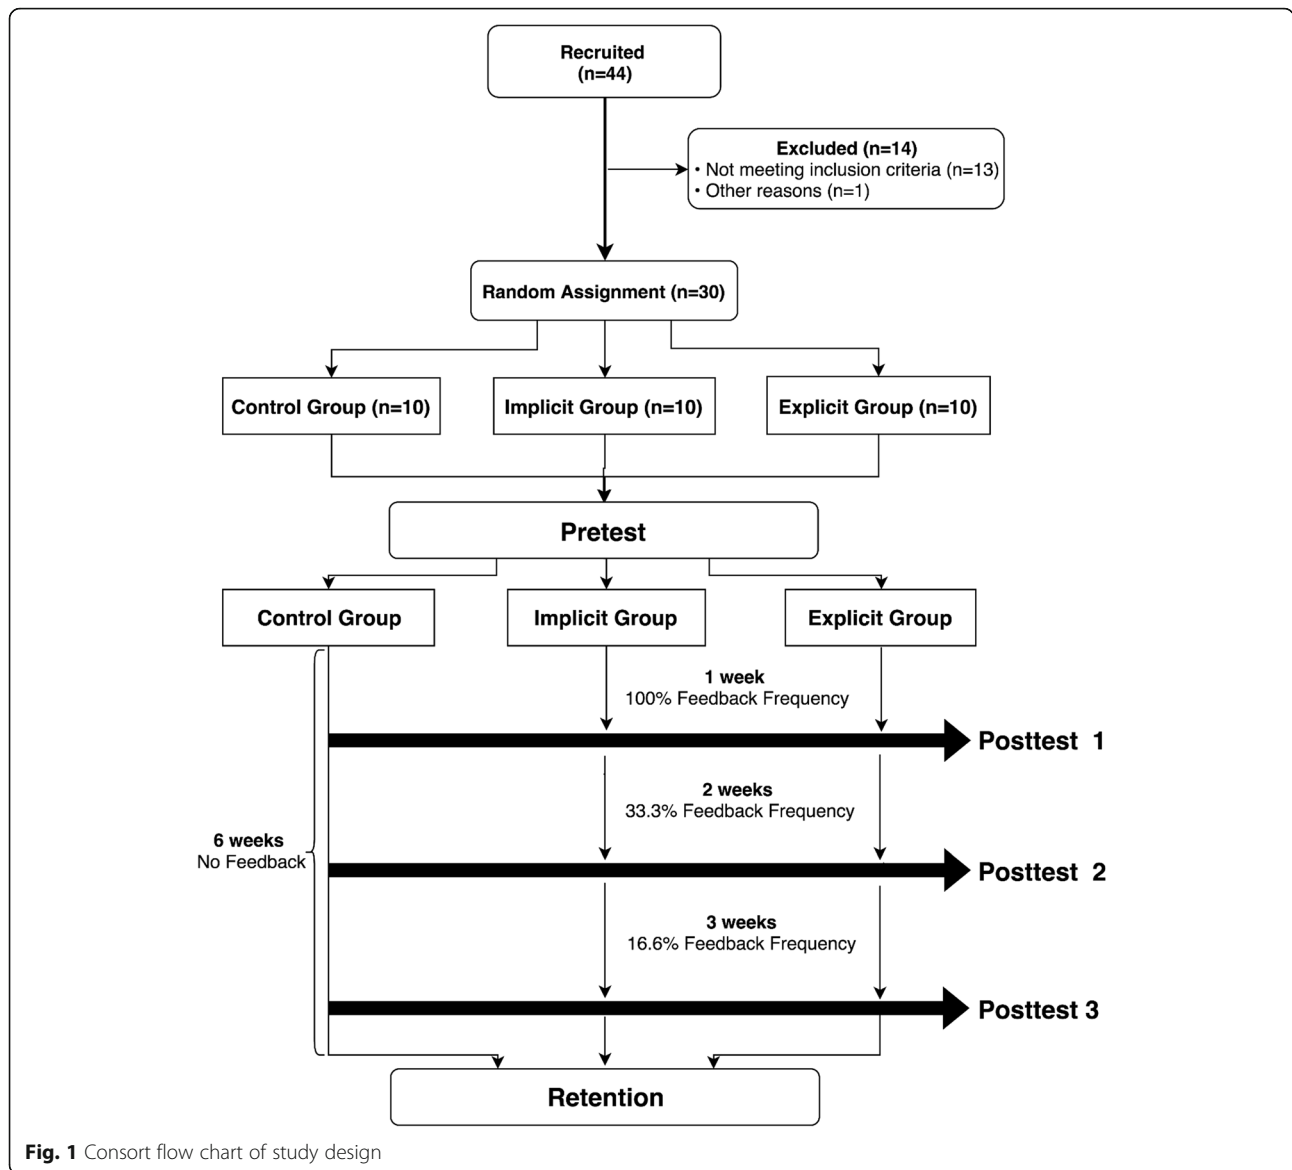 Recruited
(n=44)
Excluded (n=14)
• Not meeting inclusion criteria (n=13)
• Other reasons (n=1)
Random Assignment (n=30)
Control Group (n=10)
Implicit Group (n=10)
Explicit Group (n=10)
Pretest
Control Group
Implicit Group
Explicit Group
1 week
100% Feedback Frequency
Posttest 1
2 weeks
33.3% Feedback Frequency
6 weeks
No Feedback
Posttest 2
3 weeks
16.6% Feedback Frequency
Posttest 3
Retention
Fig. 1 Consort flow chart of study design